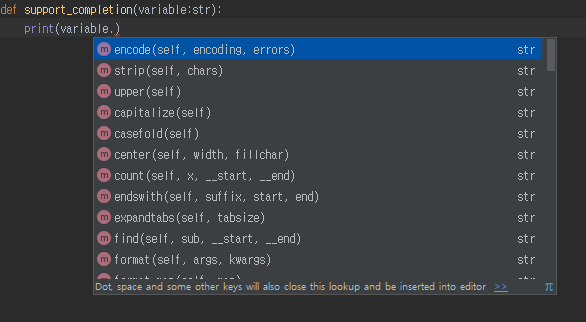 def support_completion(variable:str):
print(variable.)
m encode(self, encoding, errors) str
m strip(self, chars) str
m upper(self) str
m capitalize(self) str
m casefold(self) str
m center(self, width, fillchar) str
m count(self, x, __start, __end) str
m endswith(self, suffix, start, end) str
m expandtabs(self, tabsize) str
m find(self, sub, __start, __end) str
m format(self, args, kwargs) str
Dot, space and some other keys will also close this lookup and be inserted into editor >> π